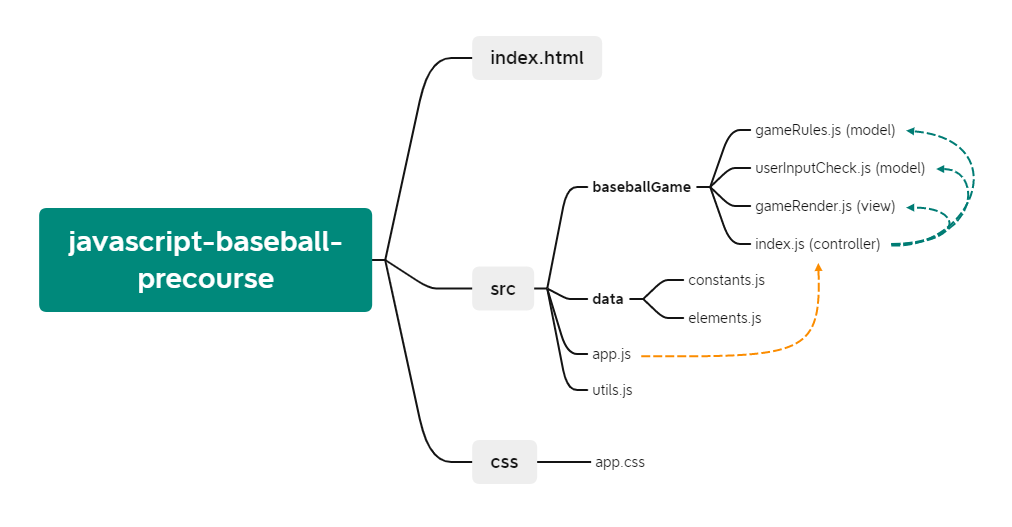 javascript-baseball-
precourse
index.html
src
baseballGame
gameRules.js (model)
userInputCheck.js (model)
gameRender.js (view)
index.js (controller)
data
constants.js
elements.js
app.js
utils.js
css
app.css